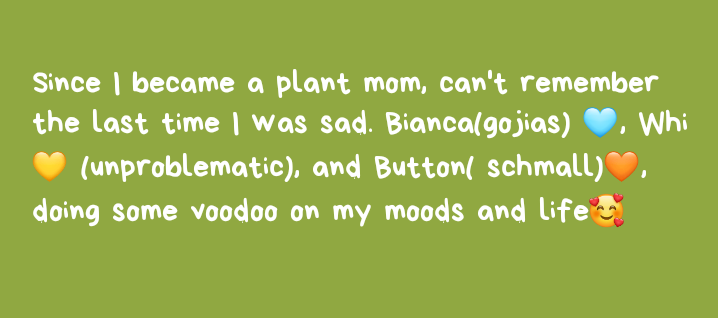 Since I became a plant mom, can't remember
the last time I was sad. Bianca(gojias) 🩵, Whi
💛 (unproblematic), and Button( schmall)🧡,
doing some voodoo on my moods and life🥰